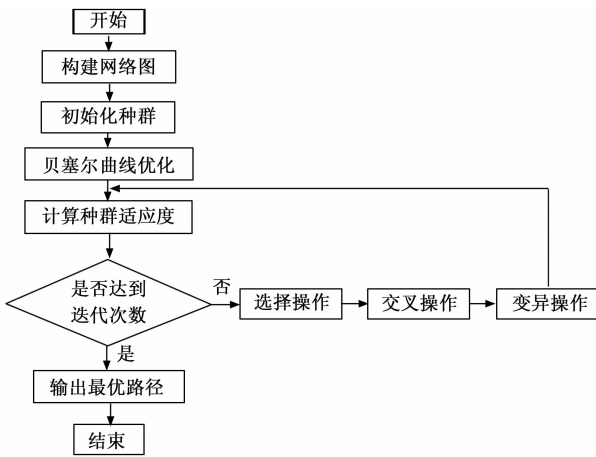 开始
构建网络图
初始化种群
贝塞尔曲线优化
计算种群适应度
是否达到
迭代次数
否
选择操作
交叉操作
变异操作
是
输出最优路径
结束